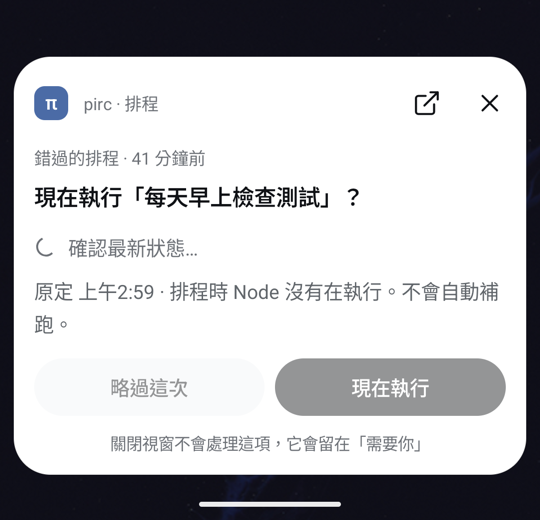 π pirc · 排程
錯過的排程 · 41 分鐘前
現在執行「每天早上檢查測試」？
確認最新狀態…
原定 上午2:59 · 排程時 Node 沒有在執行。不會自動補
跑。
略過這次 現在執行
關閉視窗不會處理這項，它會留在「需要你」